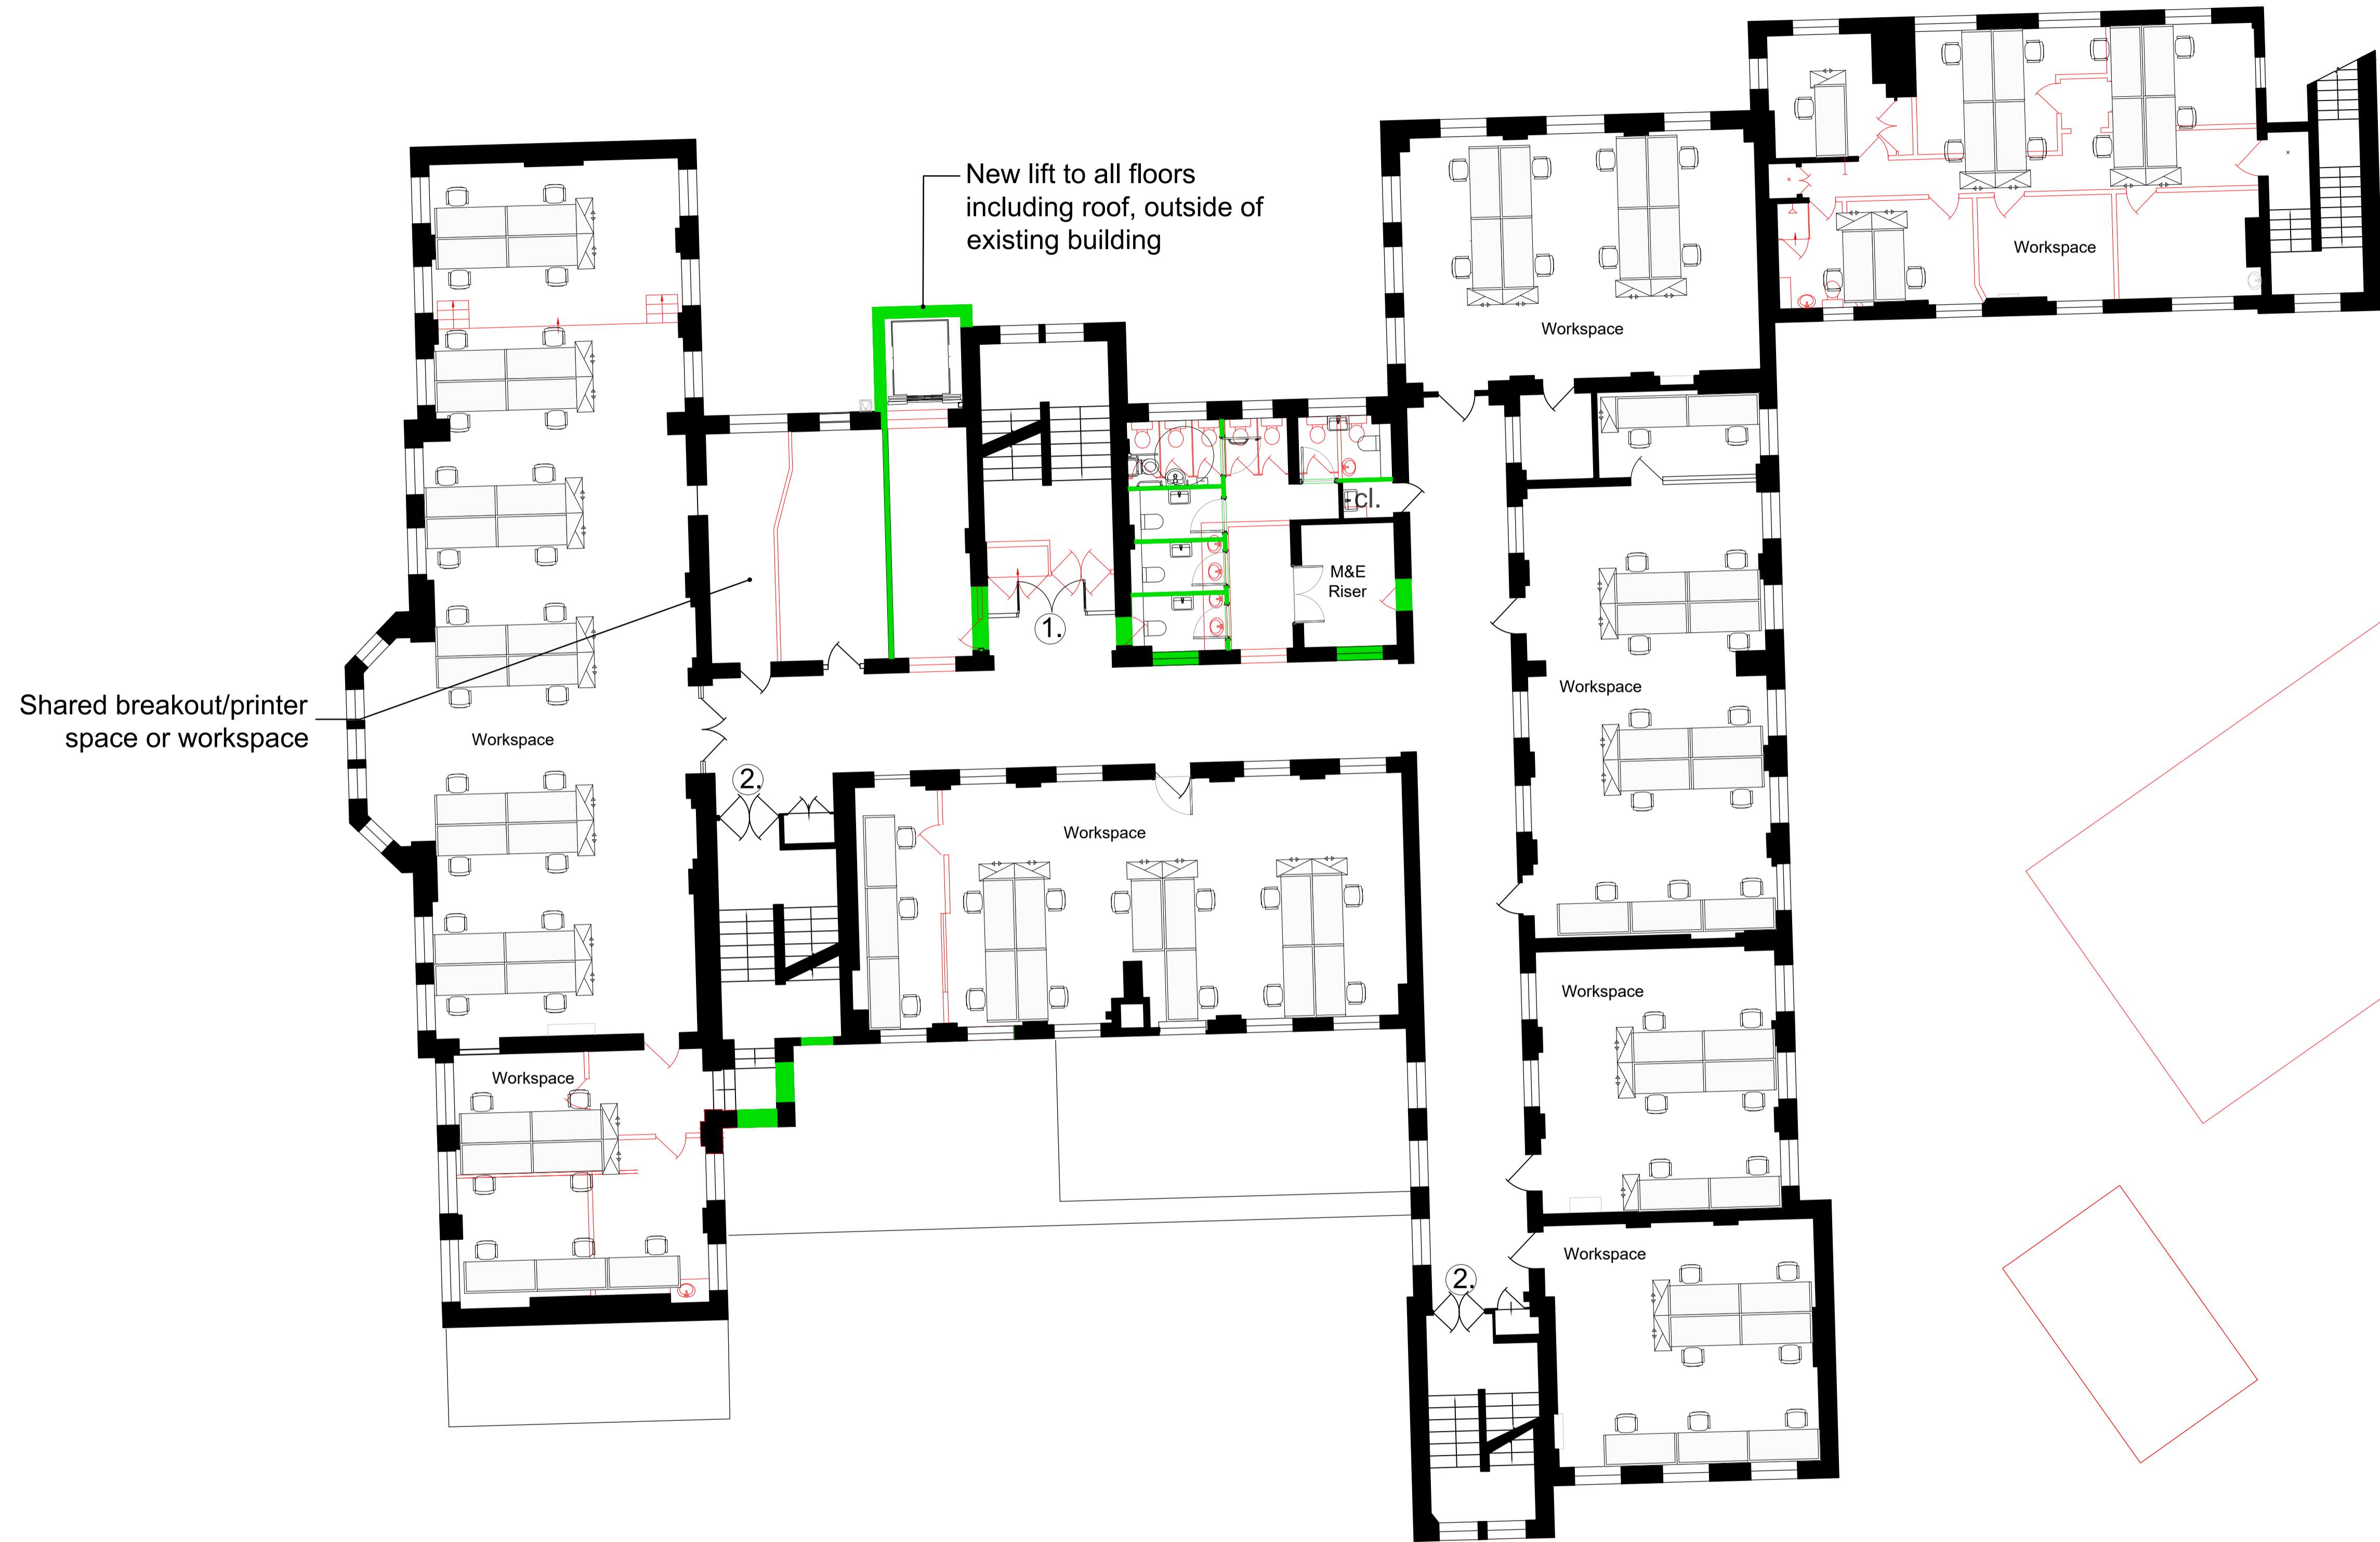 New lift to all floors
including roof, outside of
existing building
Workspace
Workspace
cl.
M&E
Riser
1.
Shared breakout/printer
space or workspace
Workspace
Workspace
2.
Workspace
Workspace
Workspace
Workspace
2.